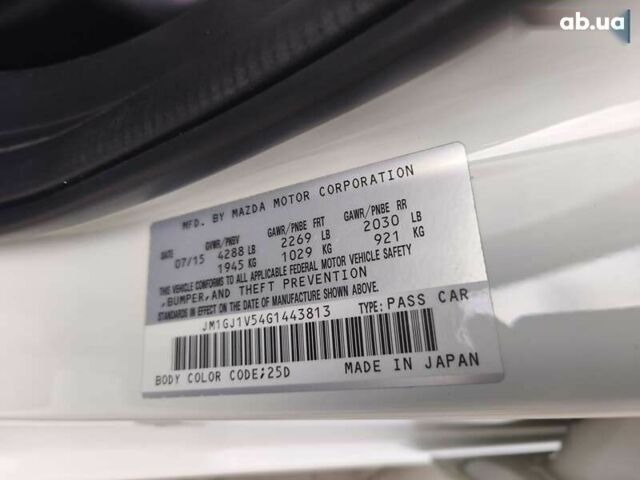 ab.ua
MFD. BY MAZDA MOTOR CORPORATION
DATE GVWR/PNBV GAWR/PNBE FRT GAWR/PNBE RR
07/15 4288 LB 2269 LB 2030 LB
1945 KG 1029 KG 921 KG
THIS VEHICLE CONFORMS TO ALL APPLICABLE FEDERAL MOTOR VEHICLE SAFETY
,BUMPER,AND THEFT PREVENTION
STANDARDS IN EFFECT ON THE DATE OF MANUFACTURE SHOWN ABOVE.
JM1GJ1V54G1443813 TYPE:PASS CAR
BODY COLOR CODE;25D MADE IN JAPAN